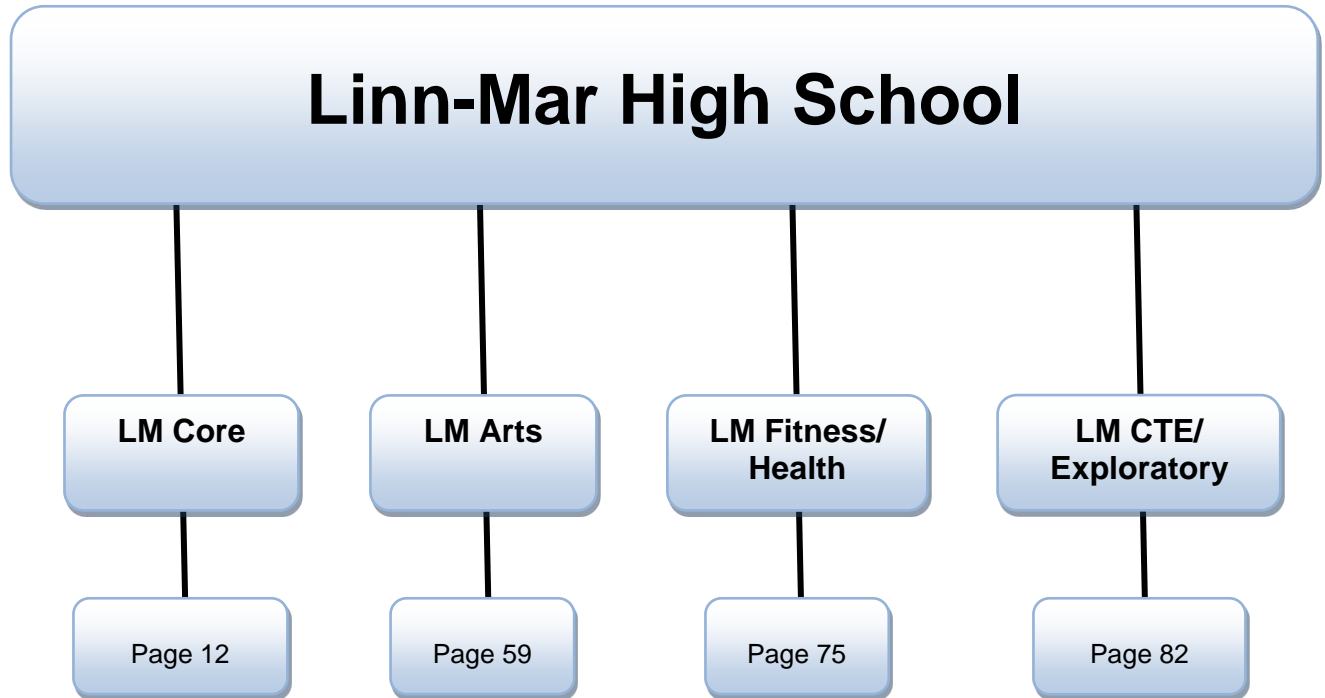 Linn-Mar High School
LM Core
LM Arts
LM Fitness/
Health
LM CTE/
Exploratory
Page 12
Page 59
Page 75
Page 82